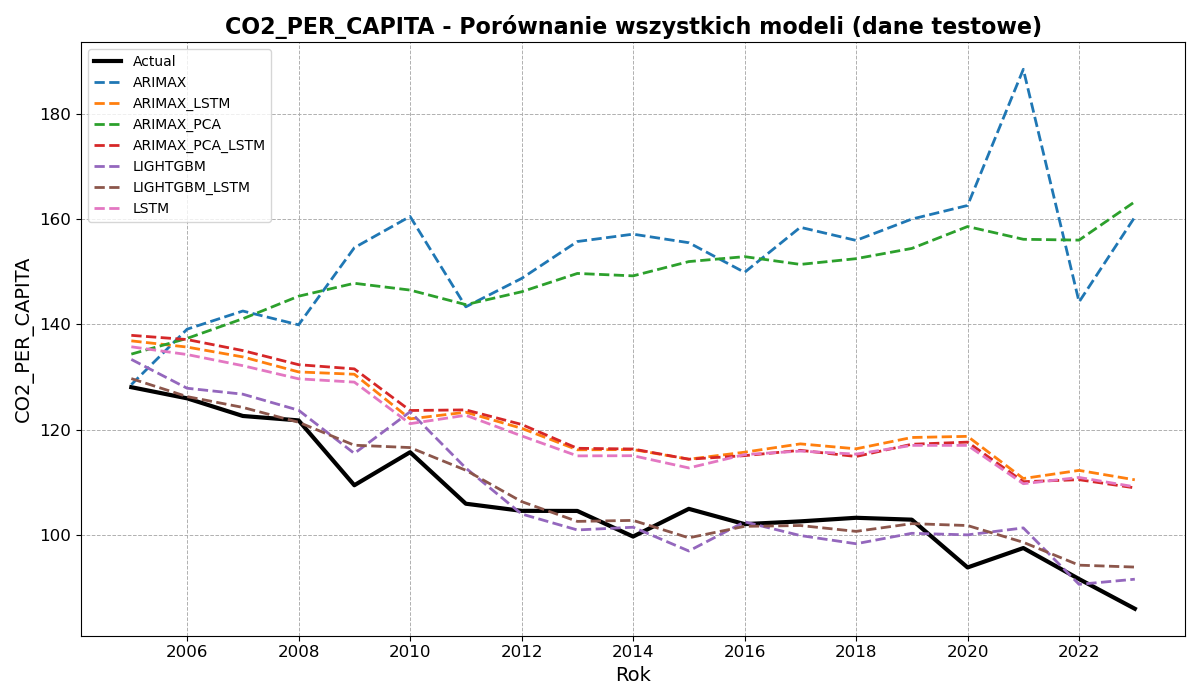 CO2_PER_CAPITA - Porównanie wszystkich modeli (dane testowe)
Actual
ARIMAX
ARIMAX_LSTM
ARIMAX_PCA
ARIMAX_PCA_LSTM
LIGHTGBM
LIGHTGBM_LSTM
LSTM
CO2_PER_CAPITA
180
160
140
120
100
2006 2008 2010 2012 2014 2016 2018 2020 2022
Rok